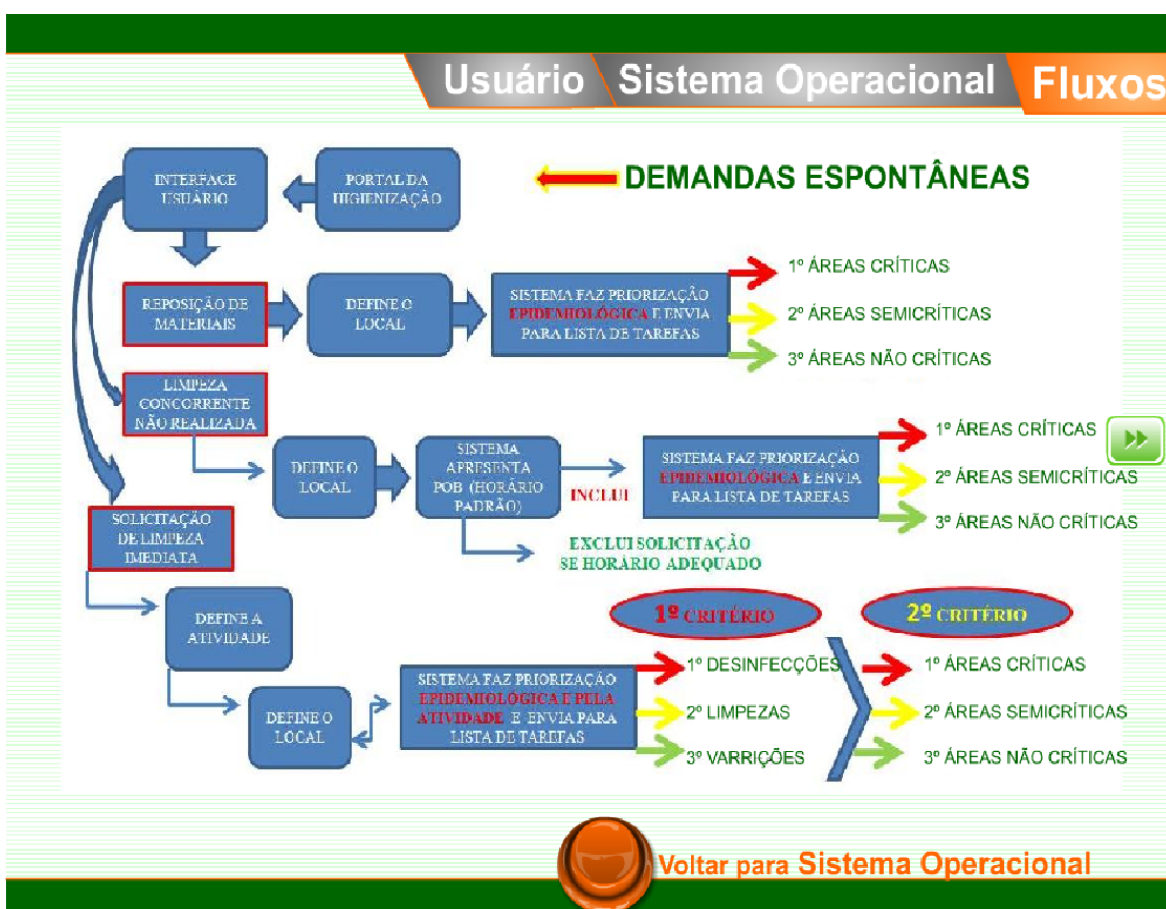 Usuário Sistema Operacional Fluxos
INTERFACE
USUÁRIO
PORTAL DA
HIGIENIZAÇÃO
DEMANDAS ESPONTÂNEAS
REPOSIÇÃO DE
MATERIAIS
DEFINE O
LOCAL
SISTEMA FAZ PRIORIZAÇÃO
EPIDEMIOLÓGICA E ENVIA
PARA LISTA DE TAREFAS
1º ÁREAS CRÍTICAS
2º ÁREAS SEMICRÍTICAS
3º ÁREAS NÃO CRÍTICAS
LIMPEZA
CONCORRENTE
NÃO REALIZADA
DEFINE O
LOCAL
SISTEMA
APRESENTA
POB (HORÁRIO
PADRÃO)
INCLUI
SISTEMA FAZ PRIORIZAÇÃO
EPIDEMIOLÓGICA E ENVIA
PARA LISTA DE TAREFAS
1º ÁREAS CRÍTICAS
2º ÁREAS SEMICRÍTICAS
3º ÁREAS NÃO CRÍTICAS
EXCLUI SOLICITAÇÃO
SE HORÁRIO ADEQUADO
SOLICITAÇÃO
DE LIMPEZA
IMEDIATA
DEFINE A
ATIVIDADE
DEFINE O
LOCAL
SISTEMA FAZ PRIORIZAÇÃO
EPIDEMIOLÓGICA E PELA
ATIVIDADE E ENVIA PARA
LISTA DE TAREFAS
1º CRITÉRIO
1º DESINFECÇÕES
2º LIMPEZAS
3º VARRIÇÕES
2º CRITÉRIO
1º ÁREAS CRÍTICAS
2º ÁREAS SEMICRÍTICAS
3º ÁREAS NÃO CRÍTICAS
Voltar para Sistema Operacional